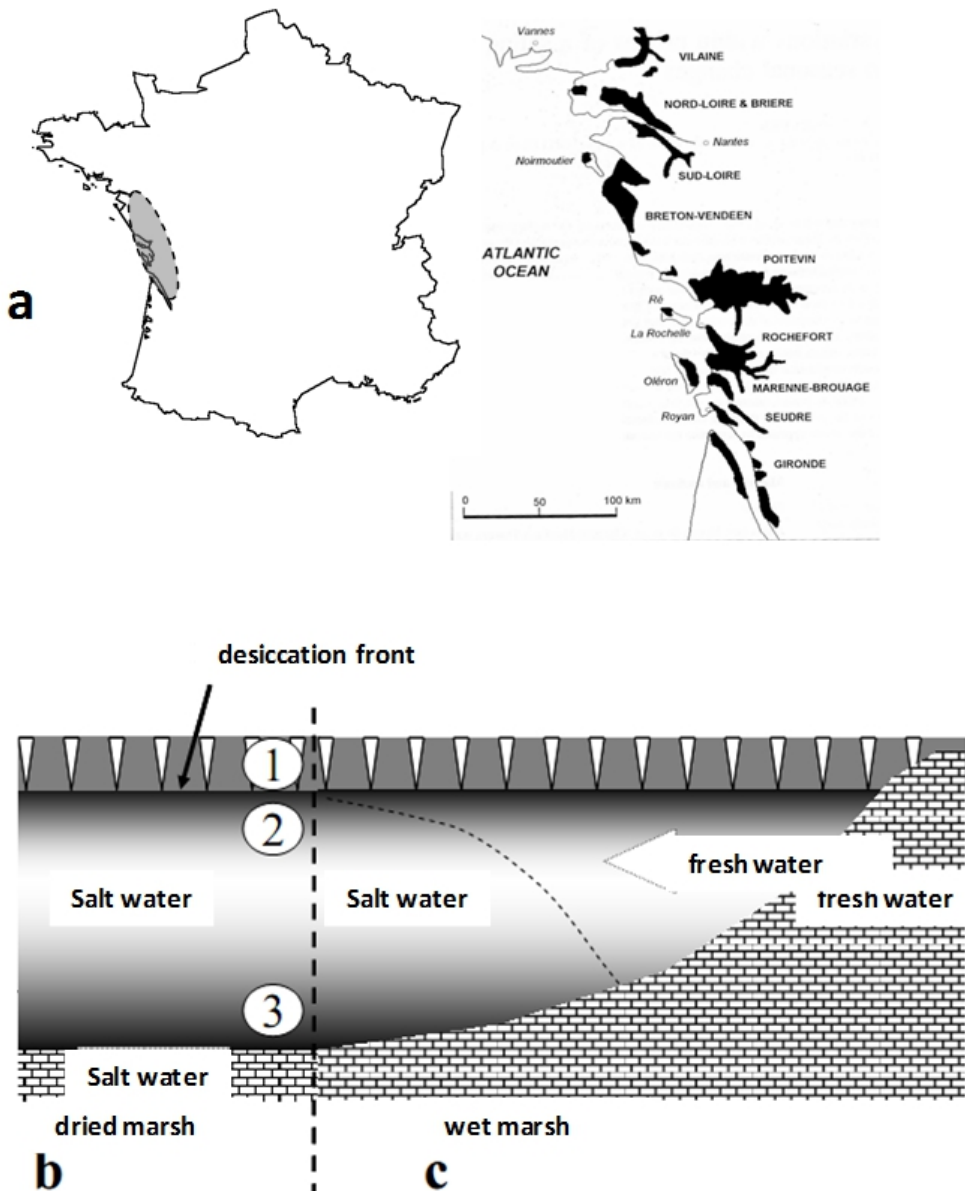 Vannes
VILAINE
NORD-LOIRE & BRIERE
Nantes
Noirmoutier
SUD-LOIRE
BRETON-VENDEEN
ATLANTIC
OCEAN
POITEVIN
Ré
La Rochelle
ROCHEFORT
Oléron
MARENNE-BROUAGE
Royan
SEUDRE
GIRONDE
0 50 100 km
a
desiccation front
1
2
fresh water
Salt water Salt water fresh water
3
Salt water
dried marsh wet marsh
b c